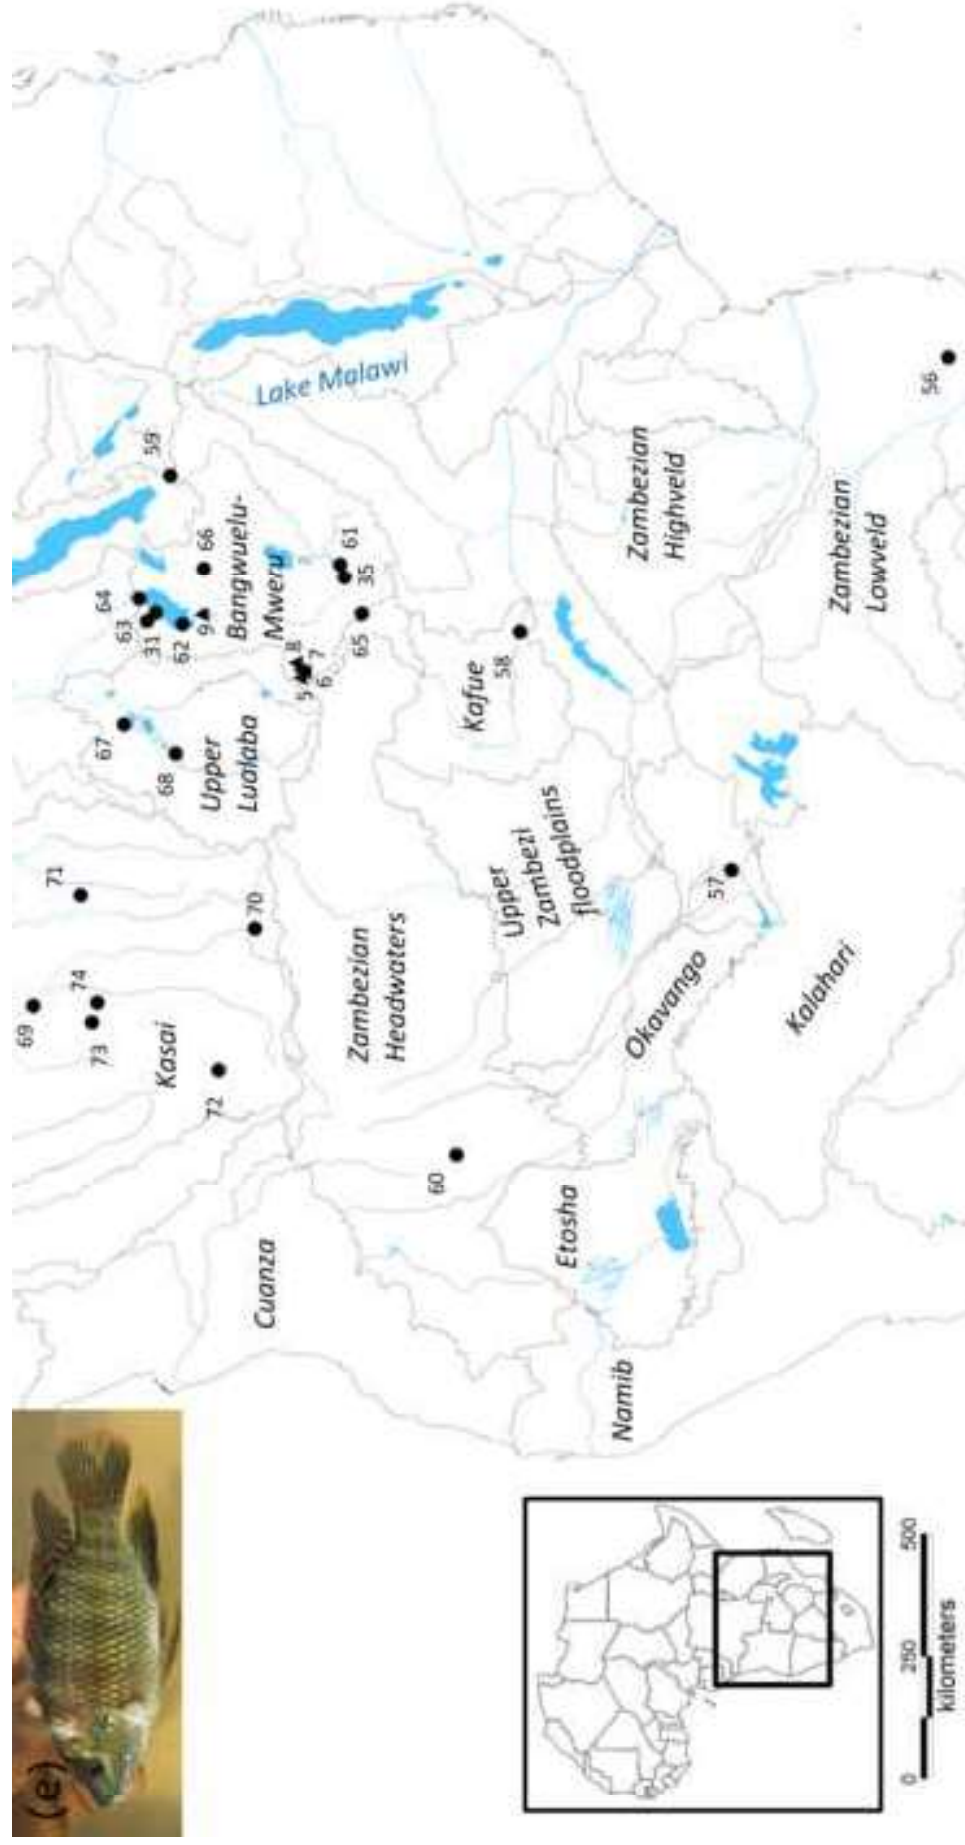 (e)
69
71
67
63
64
73
74
31
59
Kasai
68
62
66
72
Upper
Lualaba
9
Bangwuelu-
Mweru
70
Cuanza
5
8
7
6
61
35
65
Lake Malawi
Zambezian
Headwaters
60
Kafue
58
Upper
Zambezi
floodplains
Etosha
Okavango
Zambezian
Highveld
Namib
57
Kalahari
Zambezian
Lowveld
56
0
250
500
kilometers